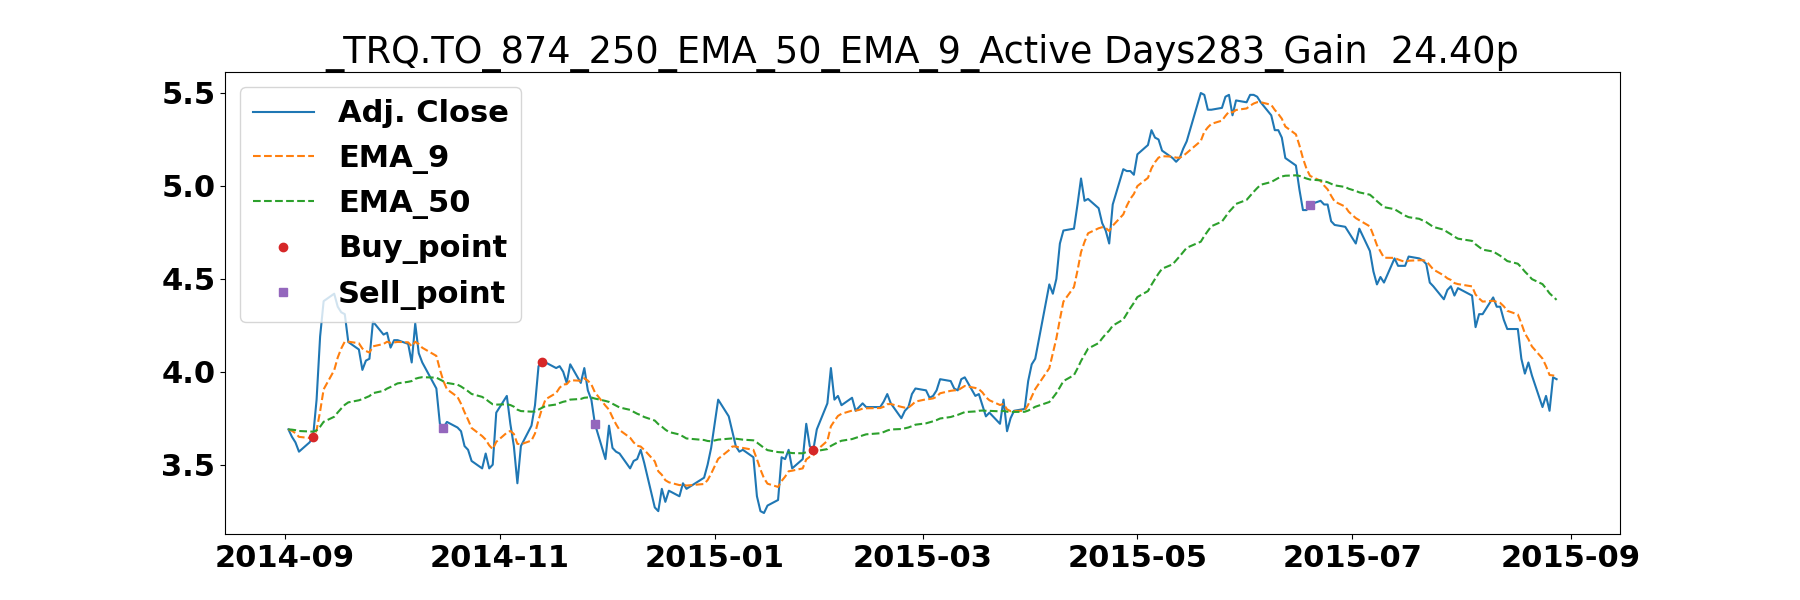 _TRQ.TO_874_250_EMA_50_EMA_9_Active Days283_Gain  24.40p
5.5
5.0
4.5
4.0
3.5
Adj. Close
EMA_9
EMA_50
Buy_point
Sell_point
2014-09 2014-11 2015-01 2015-03 2015-05 2015-07 2015-09